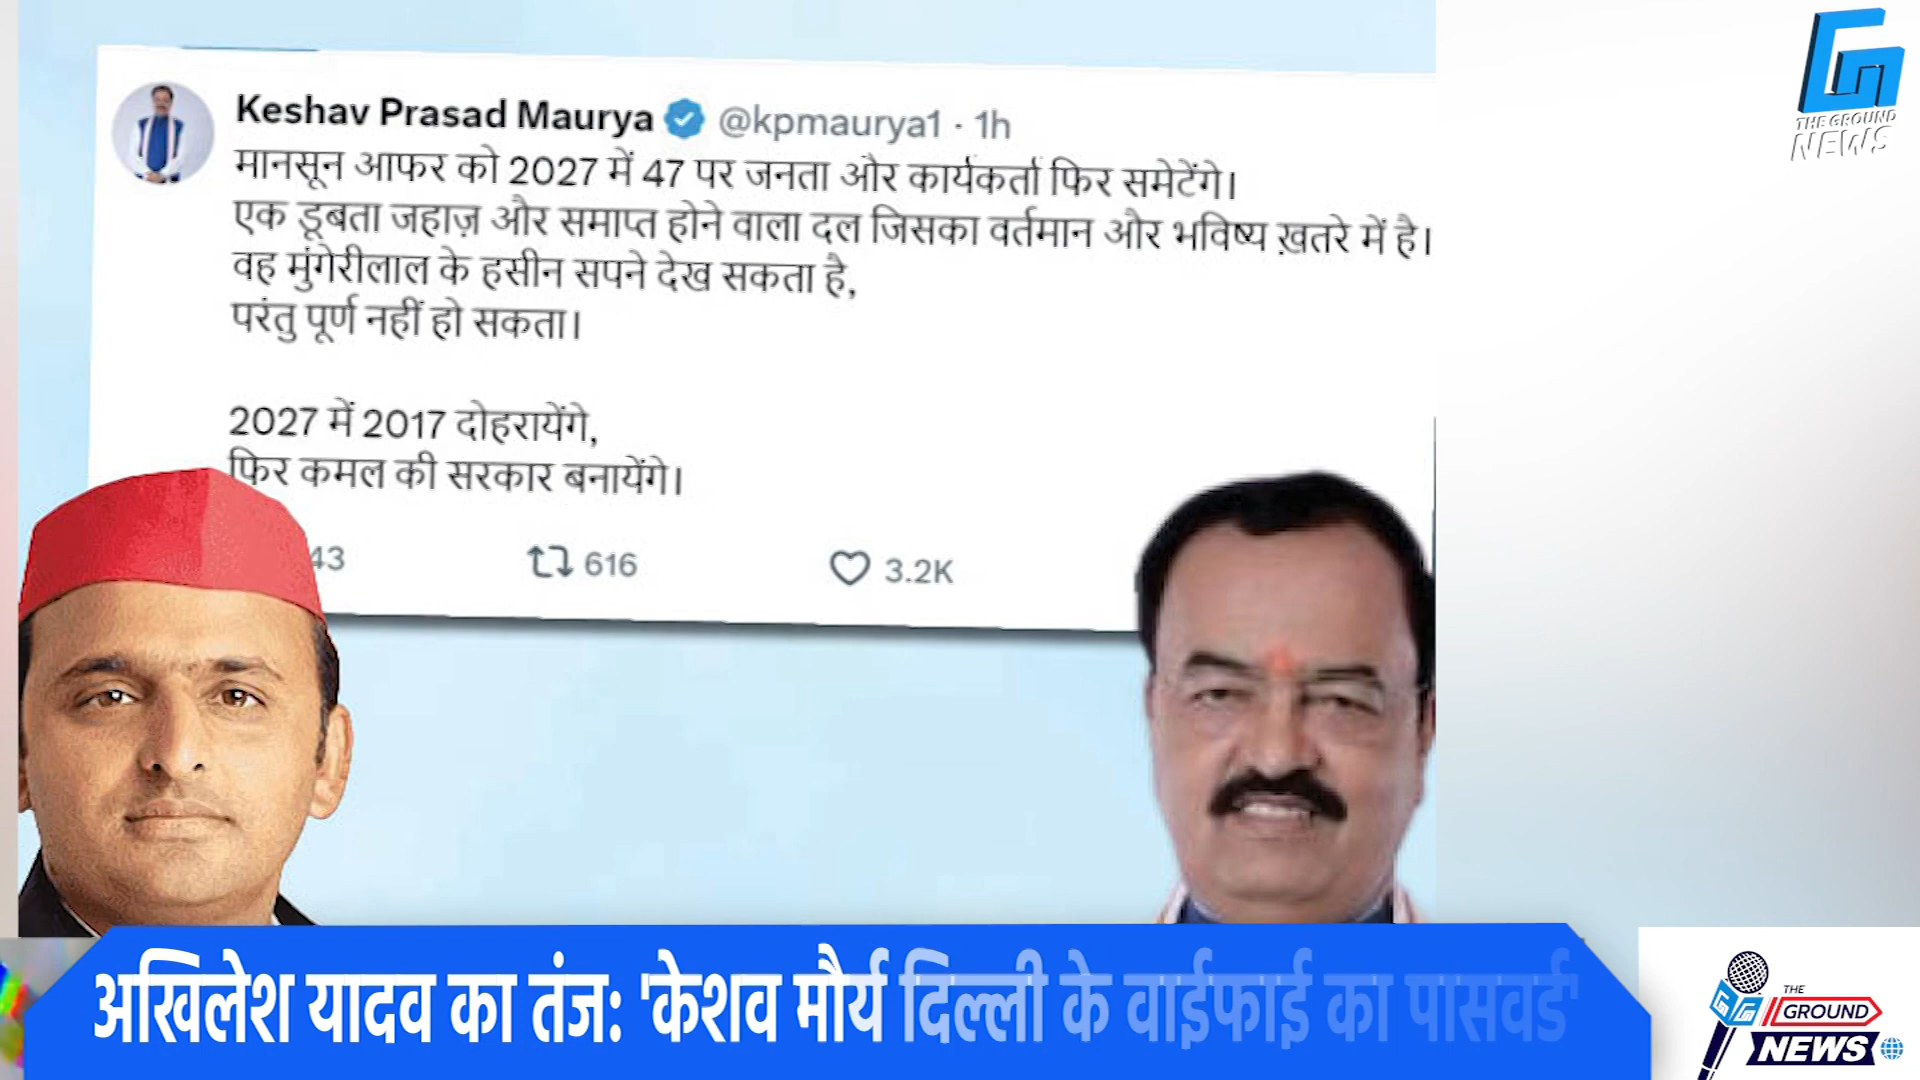 Keshav Prasad Maurya @kpmaurya1 · 1h
मानसून आफर को 2027 में 47 पर जनता और कार्यकर्ता फिर समेटेंगे।
एक डूबता जहाज़ और समाप्त होने वाला दल जिसका वर्तमान और भविष्य ख़तरे में है।
वह मुंगेरीलाल के हसीन सपने देख सकता है,
परंतु पूर्ण नहीं हो सकता।
2027 में 2017 दोहरायेंगे,
फिर कमल की सरकार बनायेंगे।
43 616 3.2K
THE GROUND
NEWS
अखिलेश यादव का तंज: 'केशव मौर्य दिल्ली के वाईफाई का पासवर्ड'
THE
GROUND
NEWS